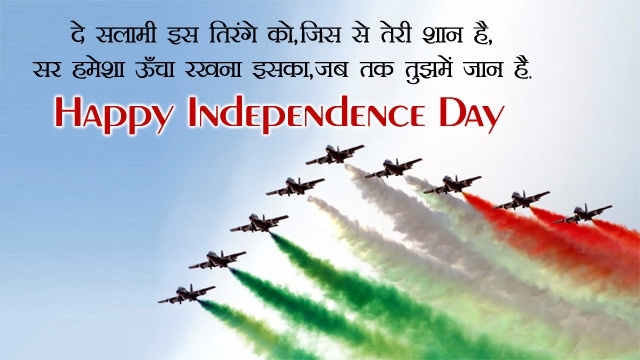 दे सलामी इस तिरंगे को,जिस से तेरी शान है,
सर हमेशा ऊँचा रखना इसका,जब तक तुझमें जान है.
Happy Independence Day